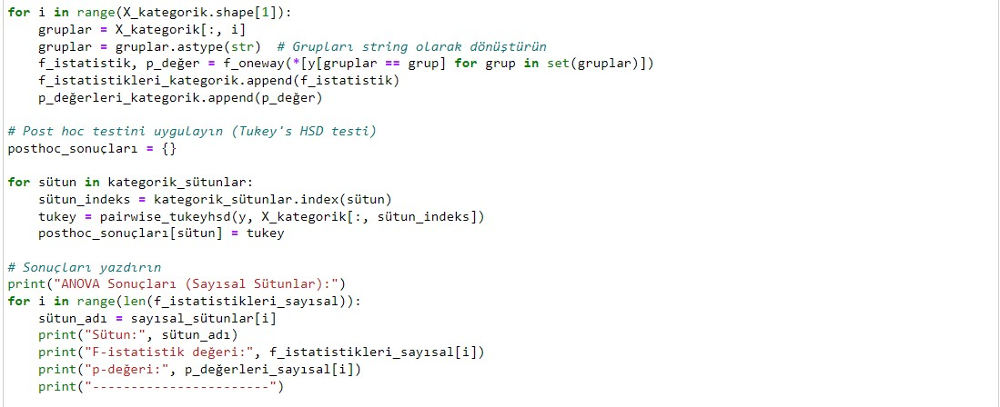 for i in range(X_kategorik.shape[1]):
    gruplar = X_kategorik[:, i]
    gruplar = gruplar.astype(str)  # Grupları string olarak dönüştürün
    f_istatistik, p_değer = f_oneway(*[y[gruplar == grup] for grup in set(gruplar)])
    f_istatistikleri_kategorik.append(f_istatistik)
    p_değerleri_kategorik.append(p_değer)

# Post hoc testini uygulayın (Tukey's HSD testi)
posthoc_sonuçları = {}

for sütun in kategorik_sütunlar:
    sütun_indeks = kategorik_sütunlar.index(sütun)
    tukey = pairwise_tukeyhsd(y, X_kategorik[:, sütun_indeks])
    posthoc_sonuçları[sütun] = tukey

# Sonuçları yazdırın
print("ANOVA Sonuçları (Sayısal Sütunlar):")
for i in range(len(f_istatistikleri_sayısal)):
    sütun_adı = sayısal_sütunlar[i]
    print("Sütun:", sütun_adı)
    print("F-istatistik değeri:", f_istatistikleri_sayısal[i])
    print("p-değeri:", p_değerleri_sayısal[i])
    print("-----------------------")